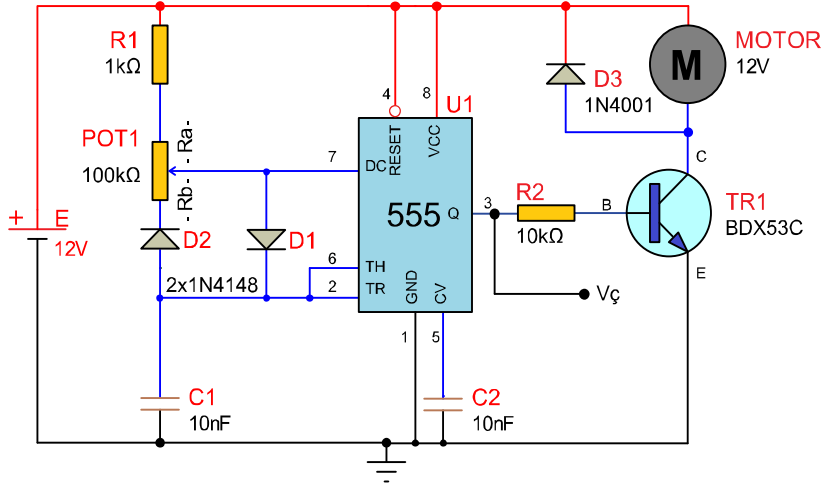 R1
1kΩ
POT1
100kΩ
- Rb- - Ra-
+ E
12V
D2
D1
2x1N4148
C1
10nF
C2
10nF
4
8
U1
RESET
VCC
7
DC
555
Q
3
6
TH
2
TR
GND
CV
1
5
R2
10kΩ
Vç
D3
1N4001
M
MOTOR
12V
C
B
E
TR1
BDX53C